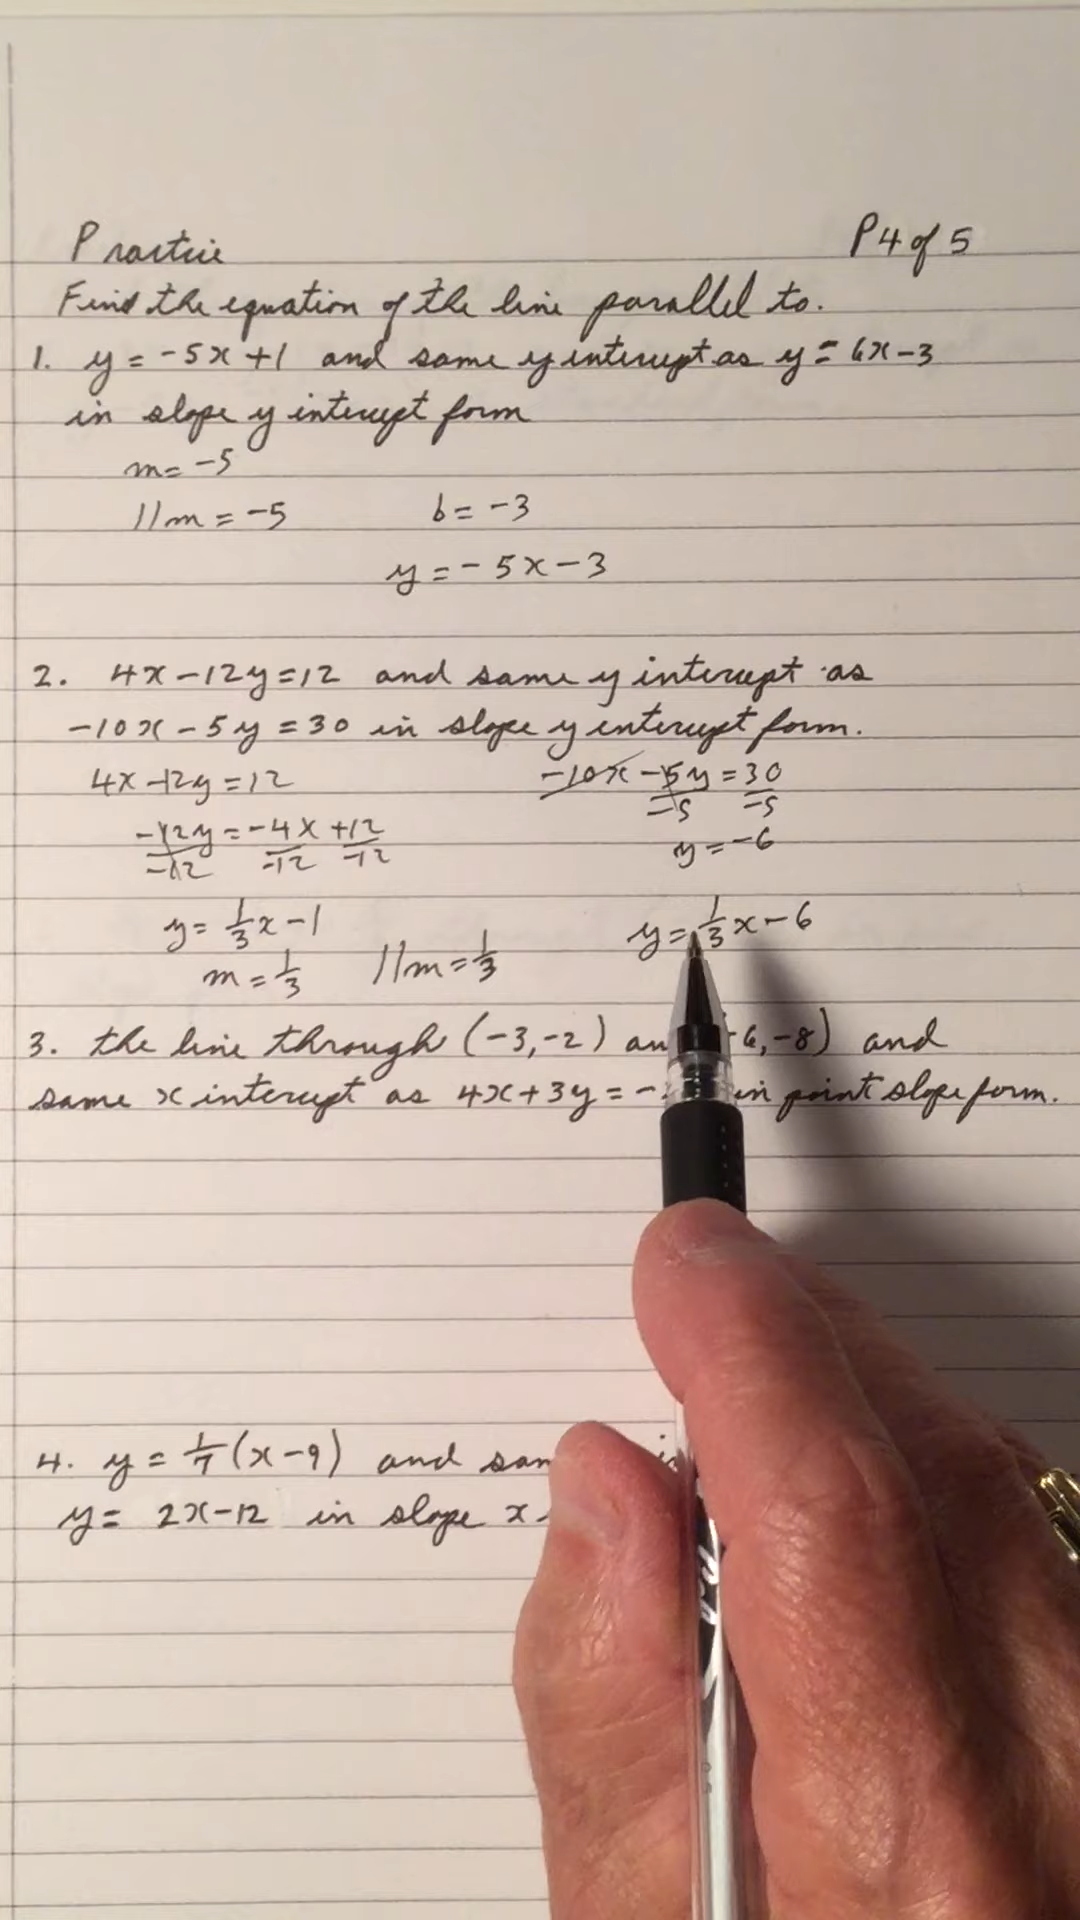 Practice P4 of 5
Find the equation of the line parallel to.
1. y = -5x +1 and same y intercept as y = 6x-3
in slope y intercept form
m= -5
//m = -5 b = -3
y = -5x-3
2. 4x-12y=12 and same y intercept as
-10x-5y=30 in slope y intercept form.
4x-12y=12 -10x-5y=30
-12y=-4x+12 -5 -5
-12 -12 -12 y=-6
y=1/3x-1 y=1/3x-6
m=1/3 //m=1/3
3. the line through (-3,-2) an 6,-8) and
same x intercept as 4x+3y=- in point slope form.
4. y = 1/7(x-9) and sam
y= 2x-12 in slope x